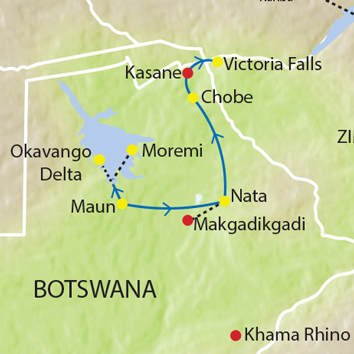 Victoria Falls
Kasane
Chobe
ZI
Okavango
Delta
Moremi
Maun
Nata
Makgadikgadi
BOTSWANA
Khama Rhino